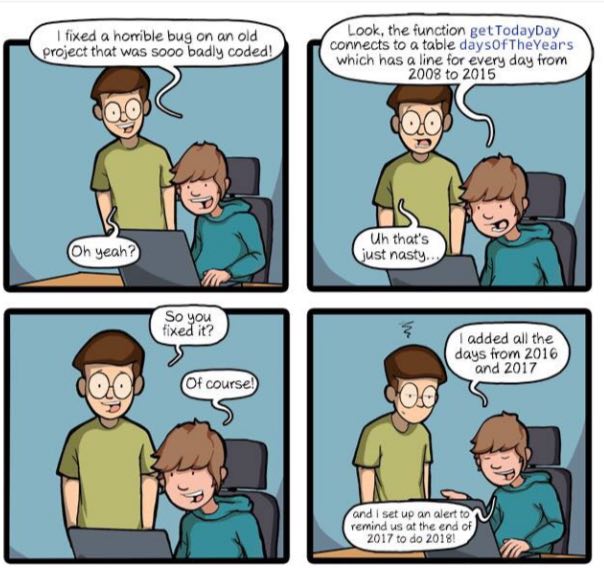 I fixed a horrible bug on an old
project that was sooo badly coded!
Oh yeah?
Look, the function getTodayDay
connects to a table daysOfTheYears
which has a line for every day from
2008 to 2015
Uh that's
just nasty...
So you
fixed it?
Of course!
I added all the
days from 2016
and 2017
and i set up an alert to
remind us at the end of
2017 to do 2018!